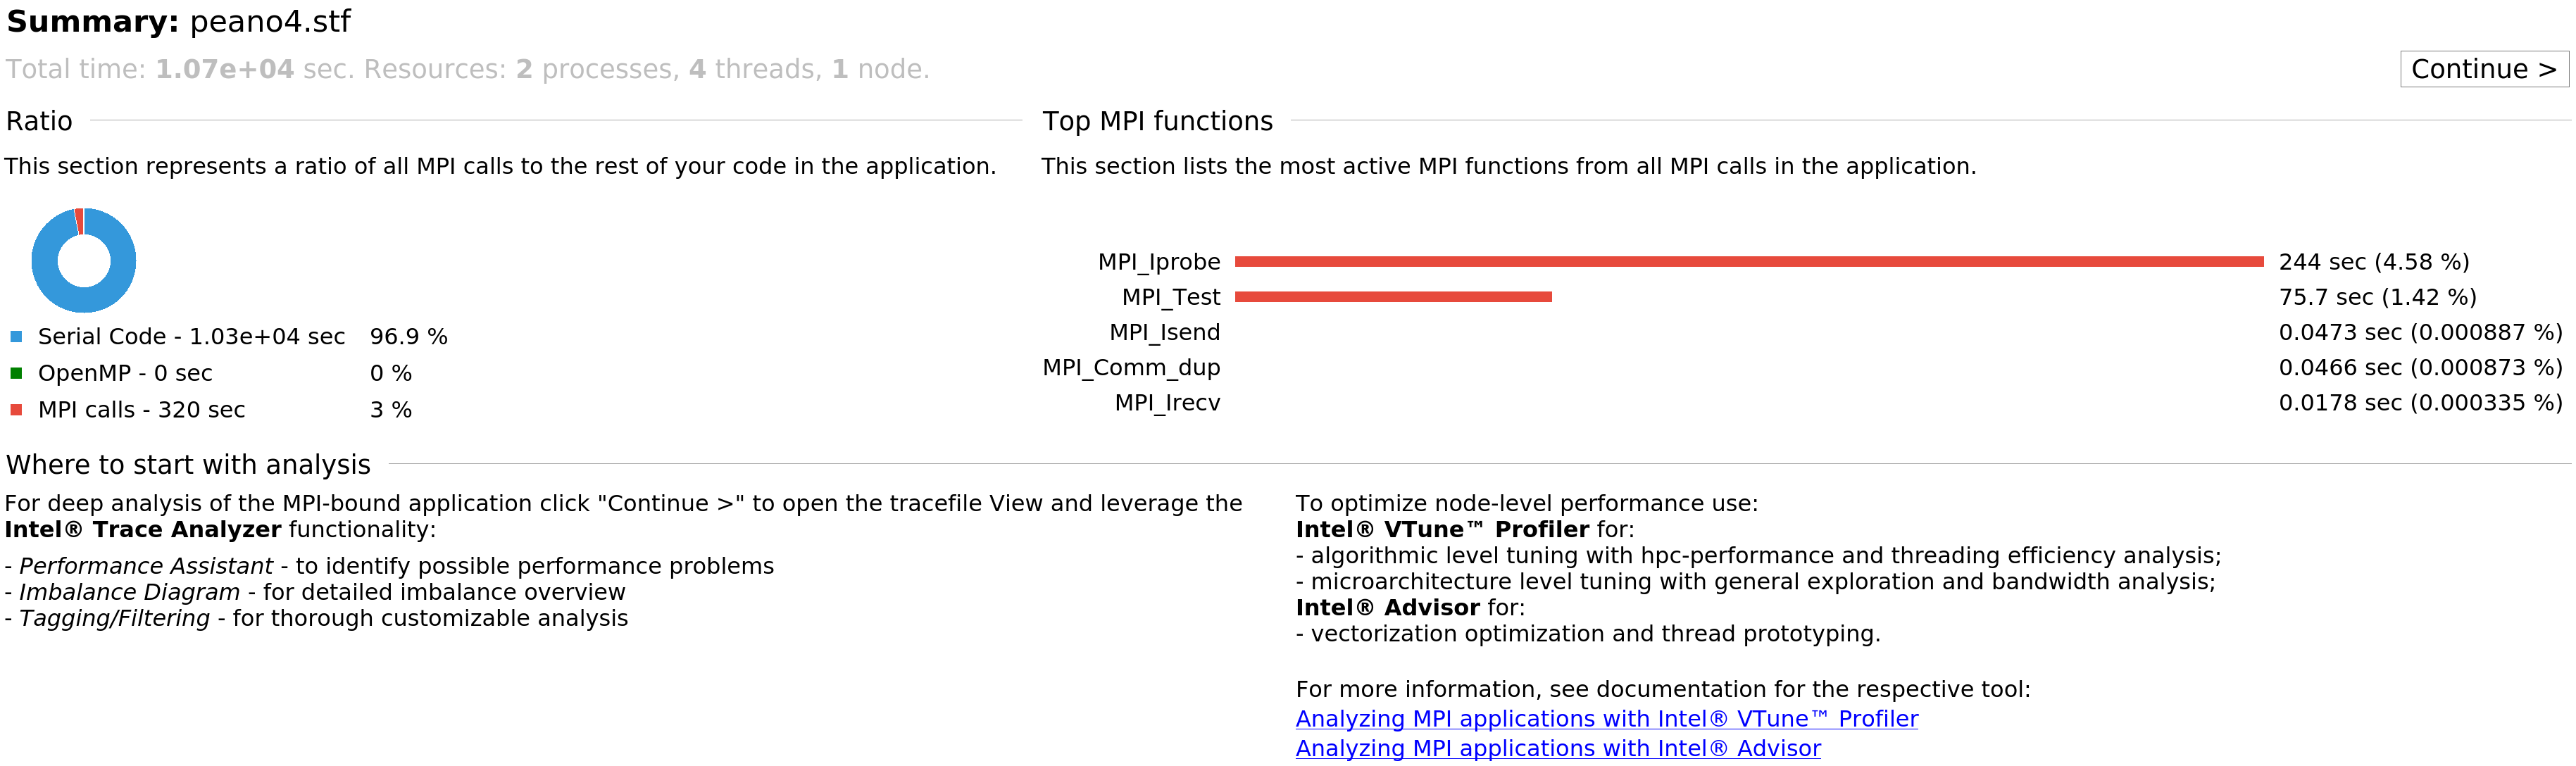 Summary: peano4.stf
Total time: 1.07e+04 sec. Resources: 2 processes, 4 threads, 1 node.
Continue >
Ratio
This section represents a ratio of all MPI calls to the rest of your code in the application.
Serial Code - 1.03e+04 sec 96.9 %
OpenMP - 0 sec 0 %
MPI calls - 320 sec 3 %
Top MPI functions
This section lists the most active MPI functions from all MPI calls in the application.
MPI_Iprobe 244 sec (4.58 %)
MPI_Test 75.7 sec (1.42 %)
MPI_Isend 0.0473 sec (0.000887 %)
MPI_Comm_dup 0.0466 sec (0.000873 %)
MPI_Irecv 0.0178 sec (0.000335 %)
Where to start with analysis
For deep analysis of the MPI-bound application click "Continue >" to open the tracefile View and leverage the
Intel® Trace Analyzer functionality:
- Performance Assistant - to identify possible performance problems
- Imbalance Diagram - for detailed imbalance overview
- Tagging/Filtering - for thorough customizable analysis
To optimize node-level performance use:
Intel® VTune™ Profiler for:
- algorithmic level tuning with hpc-performance and threading efficiency analysis;
- microarchitecture level tuning with general exploration and bandwidth analysis;
Intel® Advisor for:
- vectorization optimization and thread prototyping.
For more information, see documentation for the respective tool:
Analyzing MPI applications with Intel® VTune™ Profiler
Analyzing MPI applications with Intel® Advisor